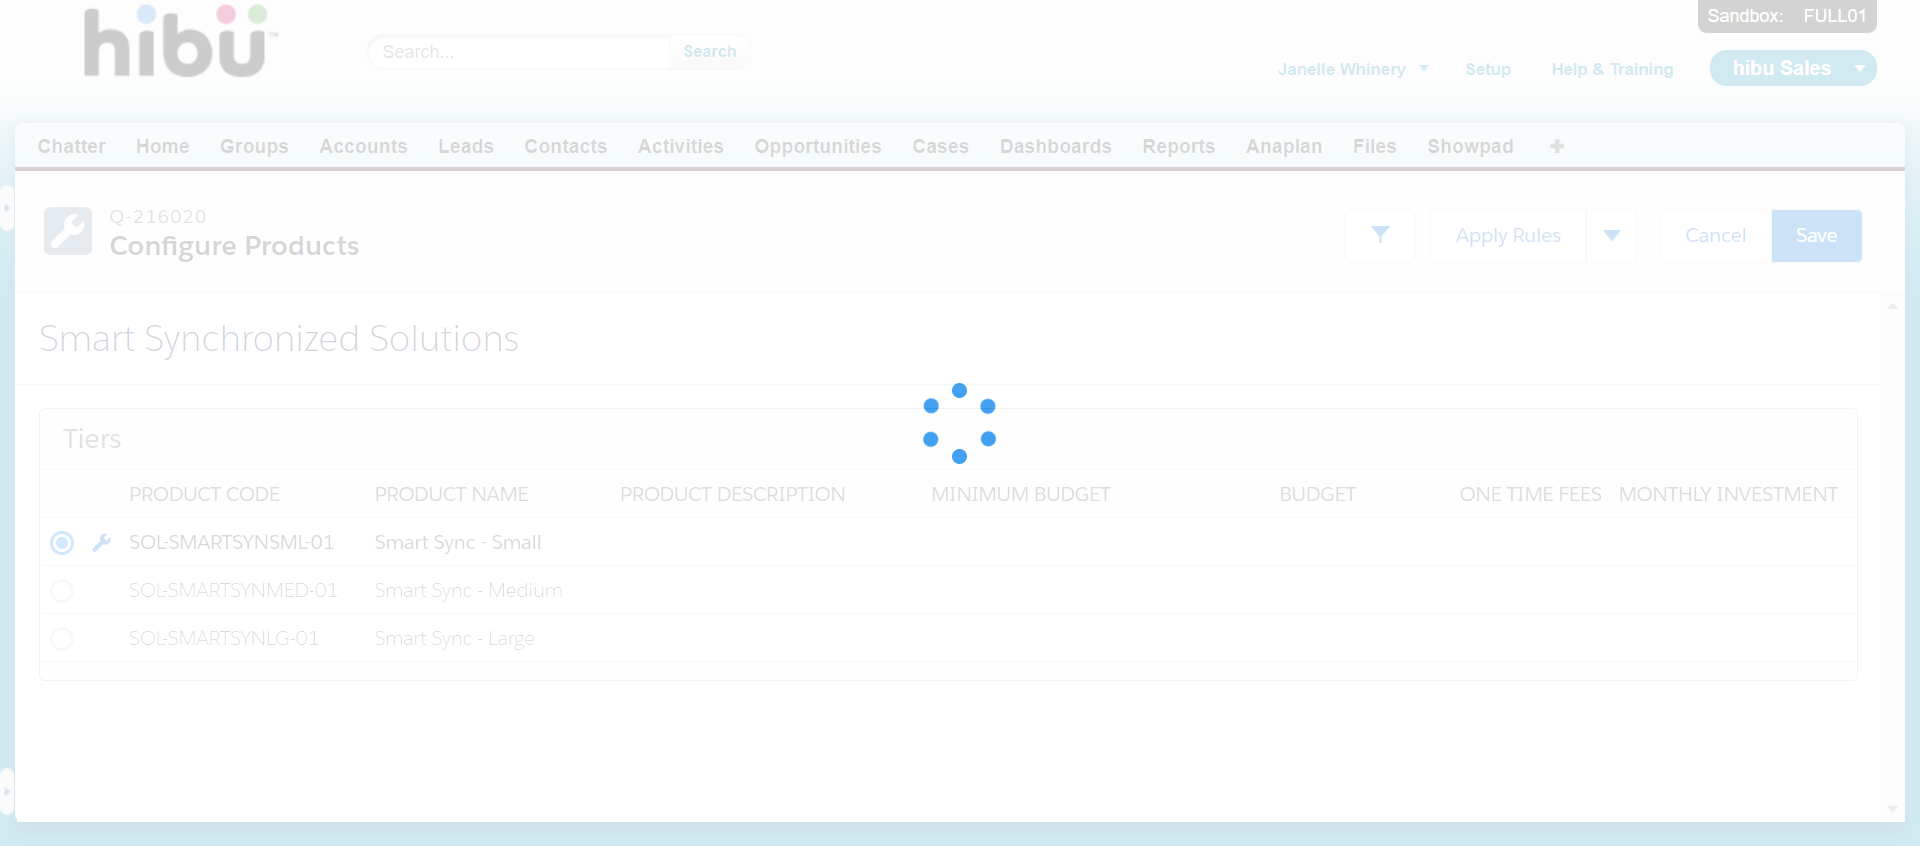 hibu™
Search... Search
Sandbox: FULL01
Janelle Whinery Setup Help & Training hibu Sales
Chatter Home Groups Accounts Leads Contacts Activities Opportunities Cases Dashboards Reports Anaplan Files Showpad
Q-216020
Configure Products
Apply Rules Cancel Save
Smart Synchronized Solutions
Tiers
PRODUCT CODE PRODUCT NAME PRODUCT DESCRIPTION MINIMUM BUDGET BUDGET ONE TIME FEES MONTHLY INVESTMENT
SOL-SMARTSYNSML-01 Smart Sync - Small
SOL-SMARTSYNMED-01 Smart Sync - Medium
SOL-SMARTSYNLG-01 Smart Sync - Large